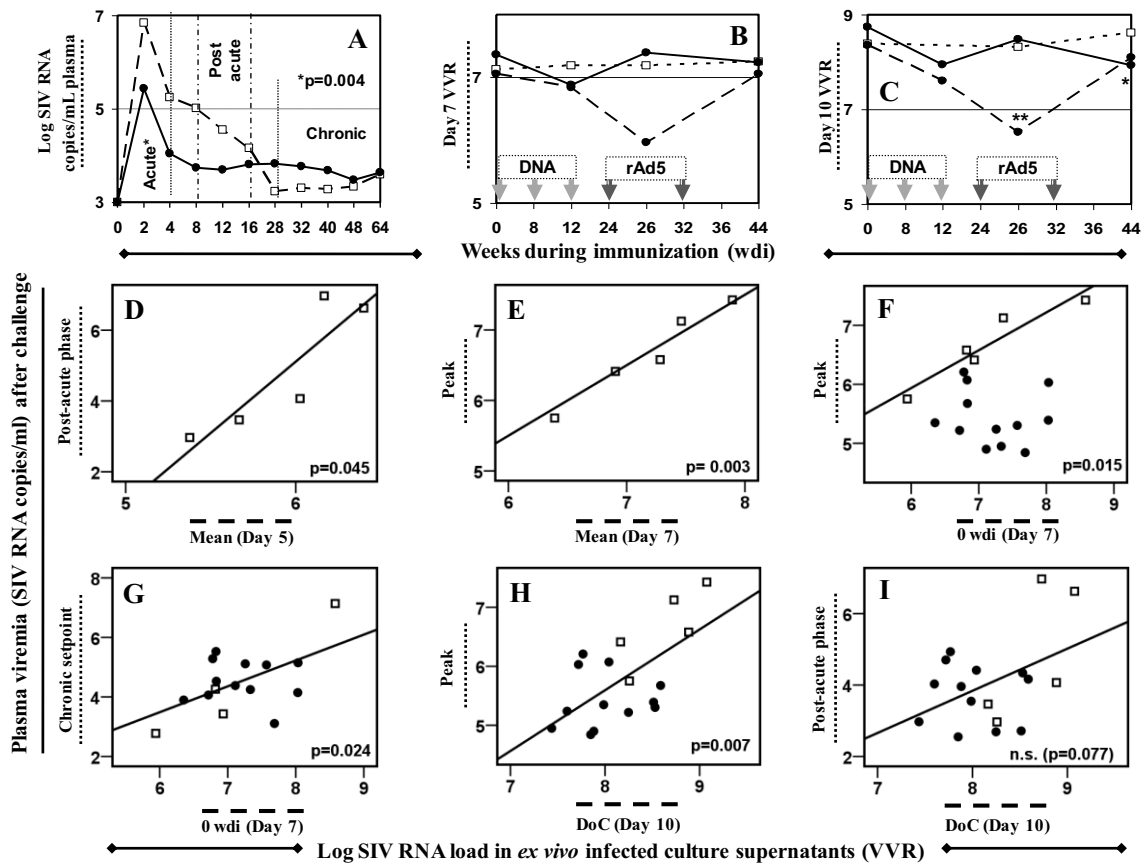 A
Log SIV RNA
copies/mL plasma
7
5
3
Acute*
Post
acute
*p=0.004
Chronic
0 2 4 8 12 16 28 32 40 48 64
B
Day 7 VVR
7
5
DNA
rAd5
0 6 12 24 26 32 44
C
Day 10 VVR
9
7
5
**
*
DNA
rAd5
0 6 12 24 26 32 44
Weeks during immunization (wdi)
Plasma viremia (SIV RNA copies/ml) after challenge
D
Post-acute phase
6
4
2
p=0.045
5 6
Mean (Day 5)
E
Peak
7
6
5
p= 0.003
6 7 8
Mean (Day 7)
F
Peak
7
6
5
4
p=0.015
6 7 8 9
0 wdi (Day 7)
G
Chronic setpoint
8
6
4
2
p=0.024
6 7 8 9
0 wdi (Day 7)
H
Peak
7
6
5
p=0.007
7 8 9
DoC (Day 10)
I
Post-acute phase
6
4
2
n.s. (p=0.077)
7 8 9
DoC (Day 10)
Log SIV RNA load in ex vivo infected culture supernatants (VVR)